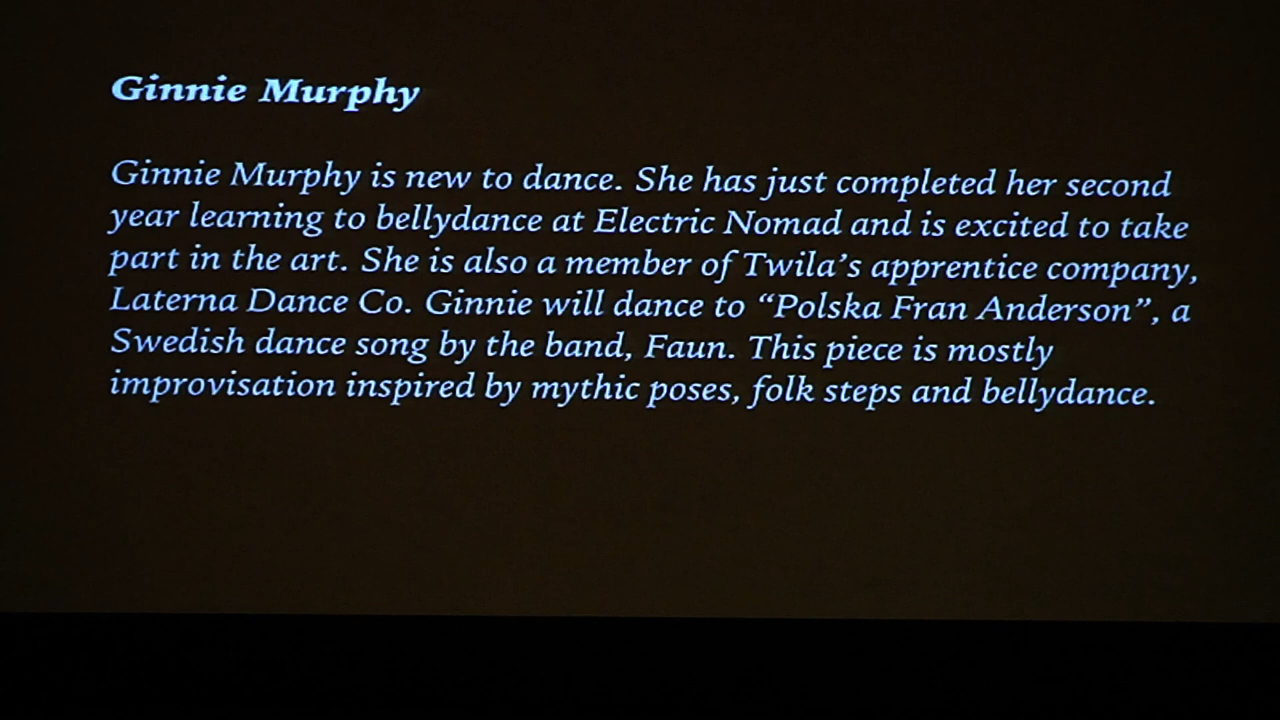 Ginnie Murphy
Ginnie Murphy is new to dance. She has just completed her second
year learning to bellydance at Electric Nomad and is excited to take
part in the art. She is also a member of Twila’s apprentice company,
Laterna Dance Co. Ginnie will dance to “Polska Fran Anderson”, a
Swedish dance song by the band, Faun. This piece is mostly
improvisation inspired by mythic poses, folk steps and bellydance.